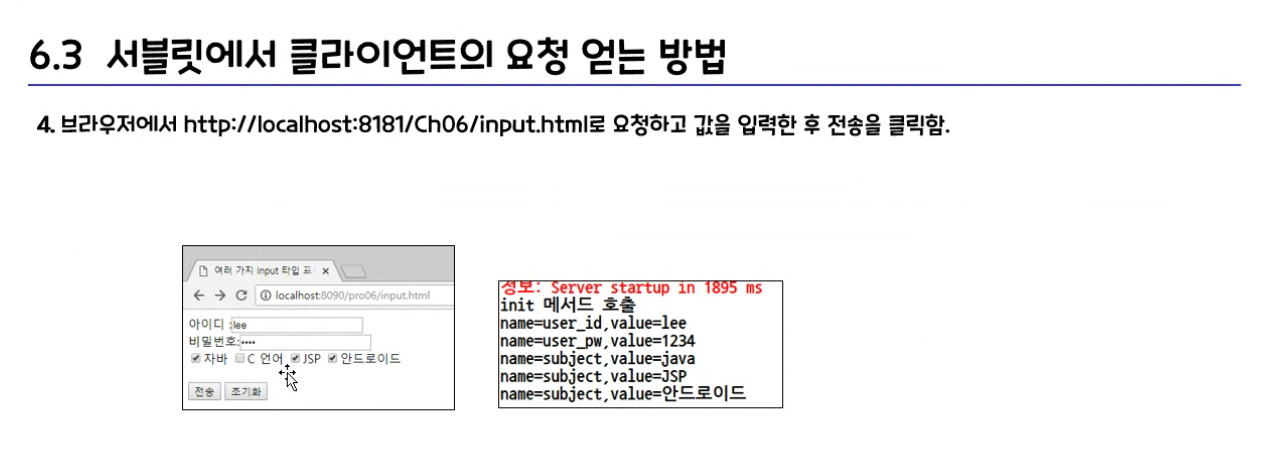 6.3 서블릿에서 클라이언트의 요청 얻는 방법
4. 브라우저에서 http://localhost:8181/Ch06/input.html로 요청하고 값을 입력한 후 전송을 클릭함.
여러 가지 input 타입 표
localhost:8090/pro06/input.html
아이디 :lee
비밀번호:••••
자바 C 언어 JSP 안드로이드
전송 초기화
정보: Server startup in 1895 ms
init 메서드 호출
name=user_id,value=lee
name=user_pw,value=1234
name=subject,value=java
name=subject,value=JSP
name=subject,value=안드로이드